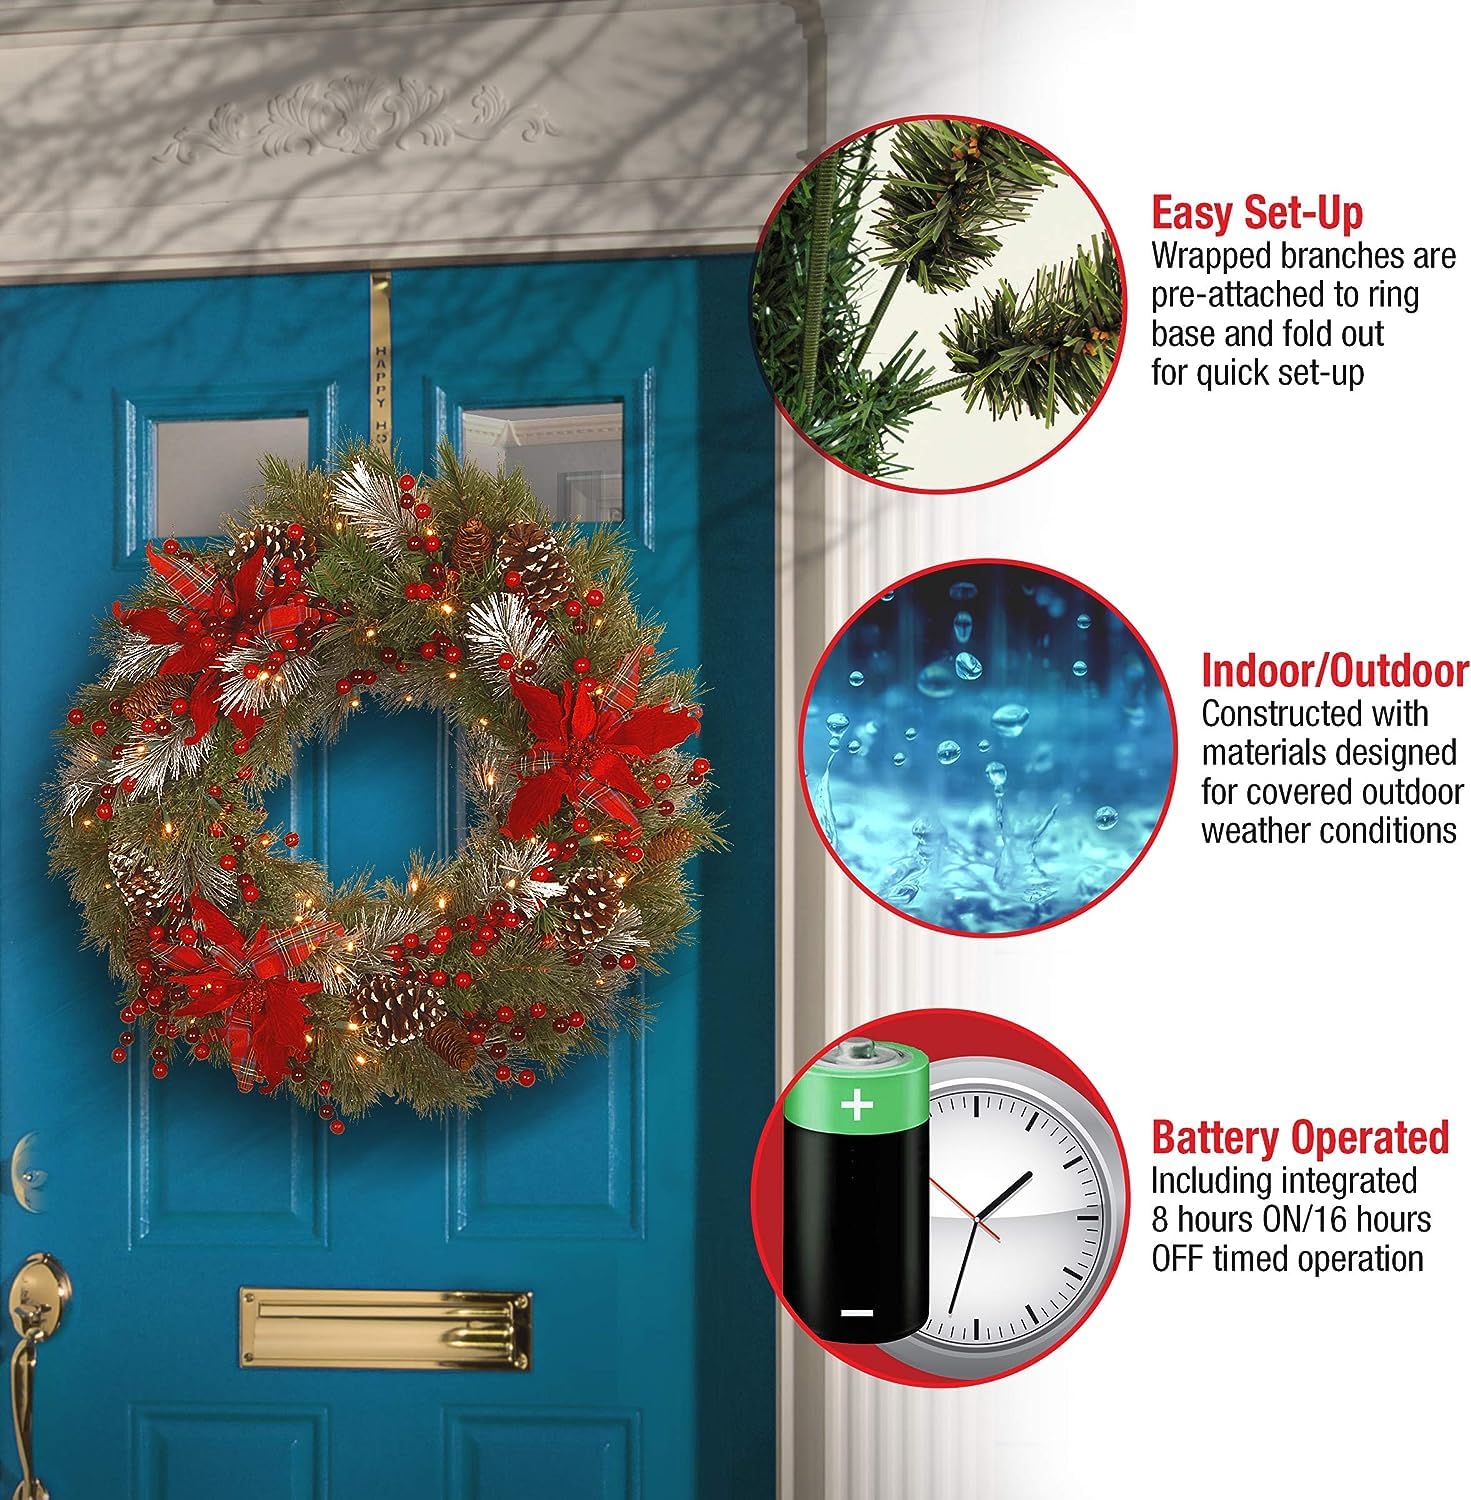 HAPPY HO
Easy Set-Up
Wrapped branches are
pre-attached to ring
base and fold out
for quick set-up
Indoor/Outdoor
Constructed with
materials designed
for covered outdoor
weather conditions
+
-
Battery Operated
Including integrated
8 hours ON/16 hours
OFF timed operation